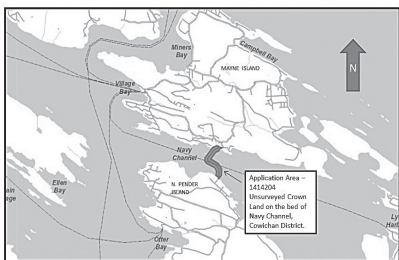 Miners
Bay
Campbell Bay
MAYNE ISLAND
N
Village
Bay
Navy
Channel
Ellen
Bay
N. PENDER
ISLAND
Otter
Bay
Application Area –
1414204
Unsurveyed Crown
Land on the bed of
Navy Channel,
Cowichan District.